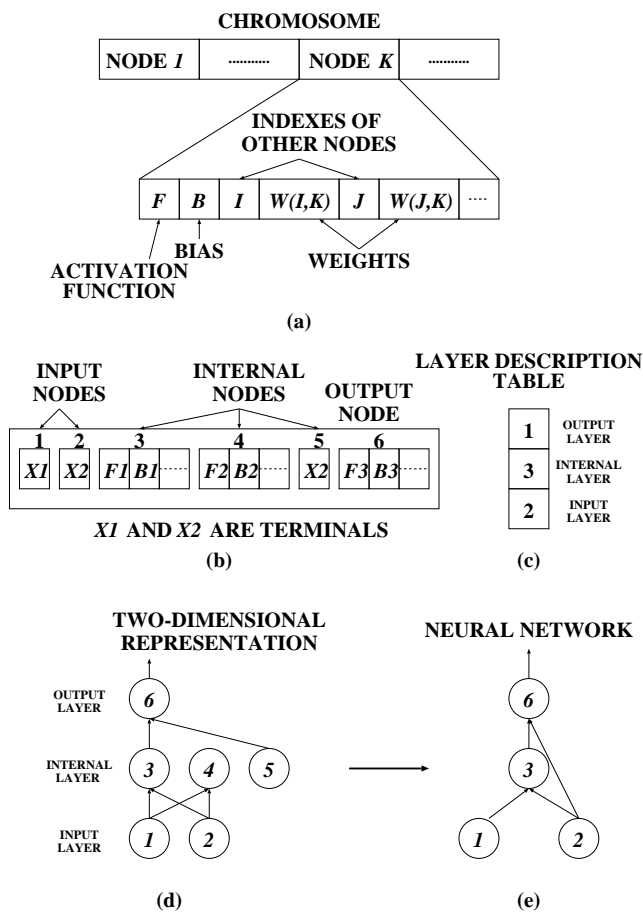 CHROMOSOME
NODE 1 ........... NODE K ...........
INDEXES OF
OTHER NODES
F B I W(I,K) J W(J,K) ....
BIAS
WEIGHTS
ACTIVATION
FUNCTION
(a)
INPUT
NODES
INTERNAL
NODES
OUTPUT
NODE
1 2 3 4 5 6
X1 X2 F1 B1 ....... F2 B2 ....... X2 F3 B3 .......
X1 AND X2 ARE TERMINALS
(b)
LAYER DESCRIPTION
TABLE
1 OUTPUT
LAYER
3 INTERNAL
LAYER
2 INPUT
LAYER
(c)
TWO-DIMENSIONAL
REPRESENTATION
OUTPUT
LAYER
6
INTERNAL
LAYER
3 4 5
INPUT
LAYER
1 2
(d)
NEURAL NETWORK
6
3
1 2
(e)